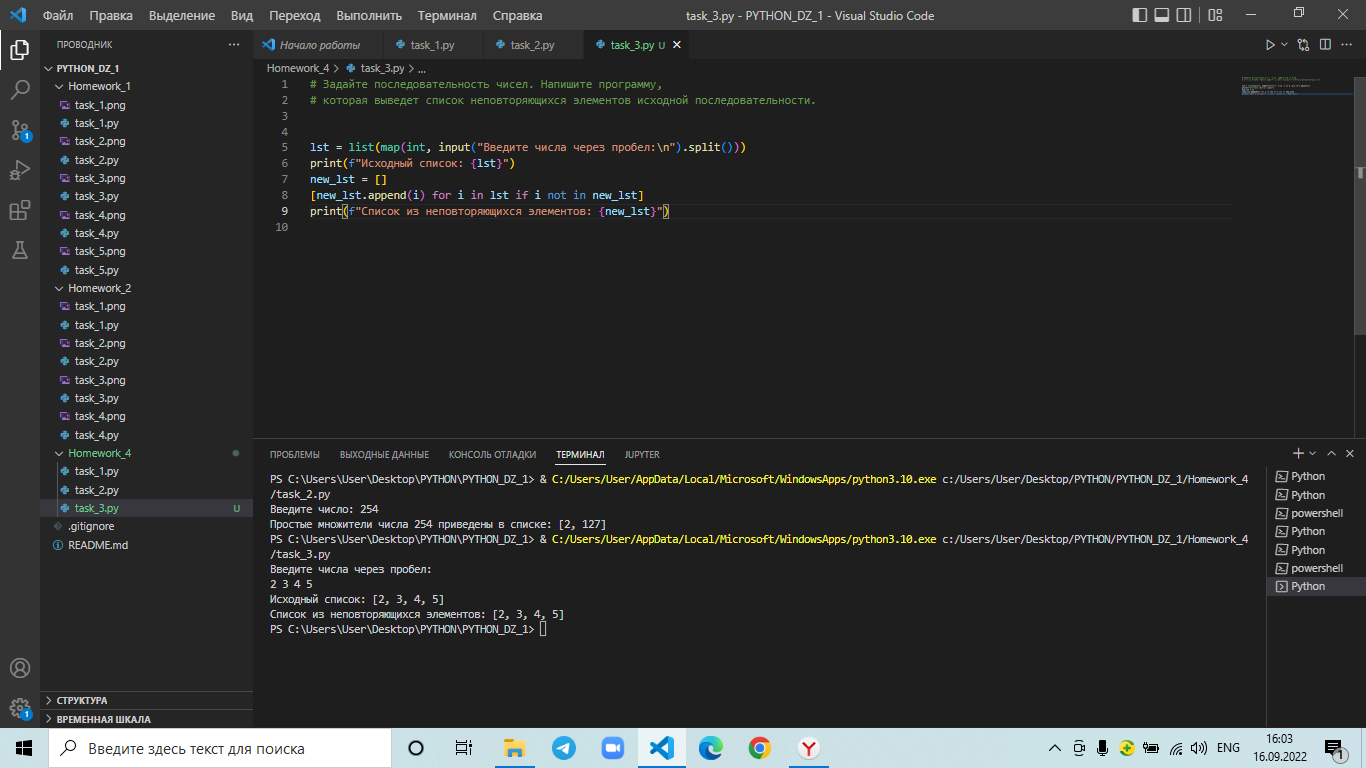 Файл Правка Выделение Вид Переход Выполнить Терминал Справка task_3.py - PYTHON_DZ_1 - Visual Studio Code
ПРОВОДНИК ...
PYTHON_DZ_1
Homework_1
task_1.png
task_1.py
task_2.png
task_2.py
task_3.png
task_3.py
task_4.png
task_4.py
task_5.png
task_5.py
Homework_2
task_1.png
task_1.py
task_2.png
task_2.py
task_3.png
task_3.py
task_4.png
task_4.py
Homework_4
task_1.py
task_2.py
task_3.py U
.gitignore
README.md
СТРУКТУРА
ВРЕМЕННАЯ ШКАЛА
1
1
Начало работы task_1.py task_2.py task_3.py U
Homework_4 > task_3.py > ...
1 # Задайте последовательность чисел. Напишите программу,
2 # которая выведет список неповторяющихся элементов исходной последовательности.
3
4
5 lst = list(map(int, input("Введите числа через пробел:\n").split()))
6 print(f"Исходный список: {lst}")
7 new_lst = []
8 [new_lst.append(i) for i in lst if i not in new_lst]
9 print(f"Список из неповторяющихся элементов: {new_lst}")
10
ПРОБЛЕМЫ ВЫХОДНЫЕ ДАННЫЕ КОНСОЛЬ ОТЛАДКИ ТЕРМИНАЛ JUPYTER
PS C:\Users\User\Desktop\PYTHON\PYTHON_DZ_1> & C:/Users/User/AppData/Local/Microsoft/WindowsApps/python3.10.exe c:/Users/User/Desktop/PYTHON/PYTHON_DZ_1/Homework_4
/task_2.py
Введите число: 254
Простые множители числа 254 приведены в списке: [2, 127]
PS C:\Users\User\Desktop\PYTHON\PYTHON_DZ_1> & C:/Users/User/AppData/Local/Microsoft/WindowsApps/python3.10.exe c:/Users/User/Desktop/PYTHON/PYTHON_DZ_1/Homework_4
/task_3.py
Введите числа через пробел:
2 3 4 5
Исходный список: [2, 3, 4, 5]
Список из неповторяющихся элементов: [2, 3, 4, 5]
PS C:\Users\User\Desktop\PYTHON\PYTHON_DZ_1>
Python
Python
powershell
Python
Python
powershell
Python
Введите здесь текст для поиска
ENG
16:03
16.09.2022
1